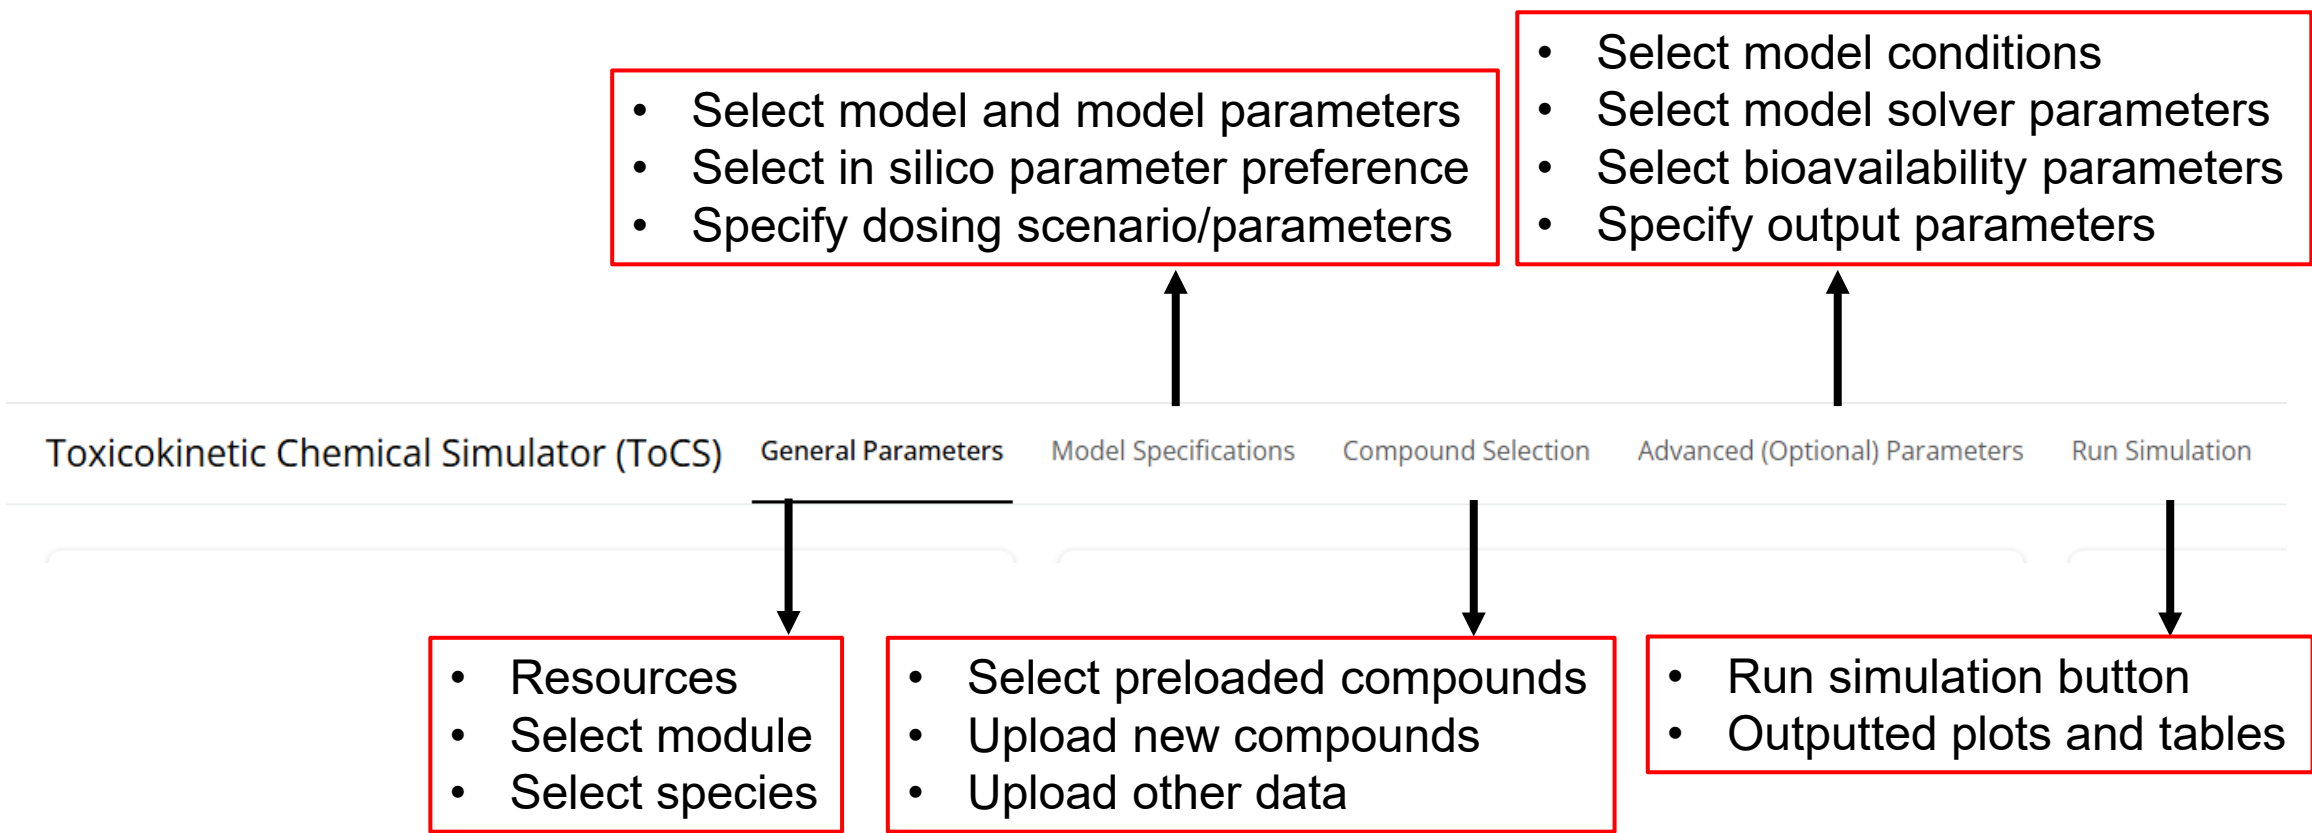 • Select model and model parameters
• Select in silico parameter preference
• Specify dosing scenario/parameters
• Select model conditions
• Select model solver parameters
• Select bioavailability parameters
• Specify output parameters
Toxicokinetic Chemical Simulator (ToCS) General Parameters Model Specifications Compound Selection Advanced (Optional) Parameters Run Simulation
• Resources
• Select module
• Select species
• Select preloaded compounds
• Upload new compounds
• Upload other data
• Run simulation button
• Outputted plots and tables